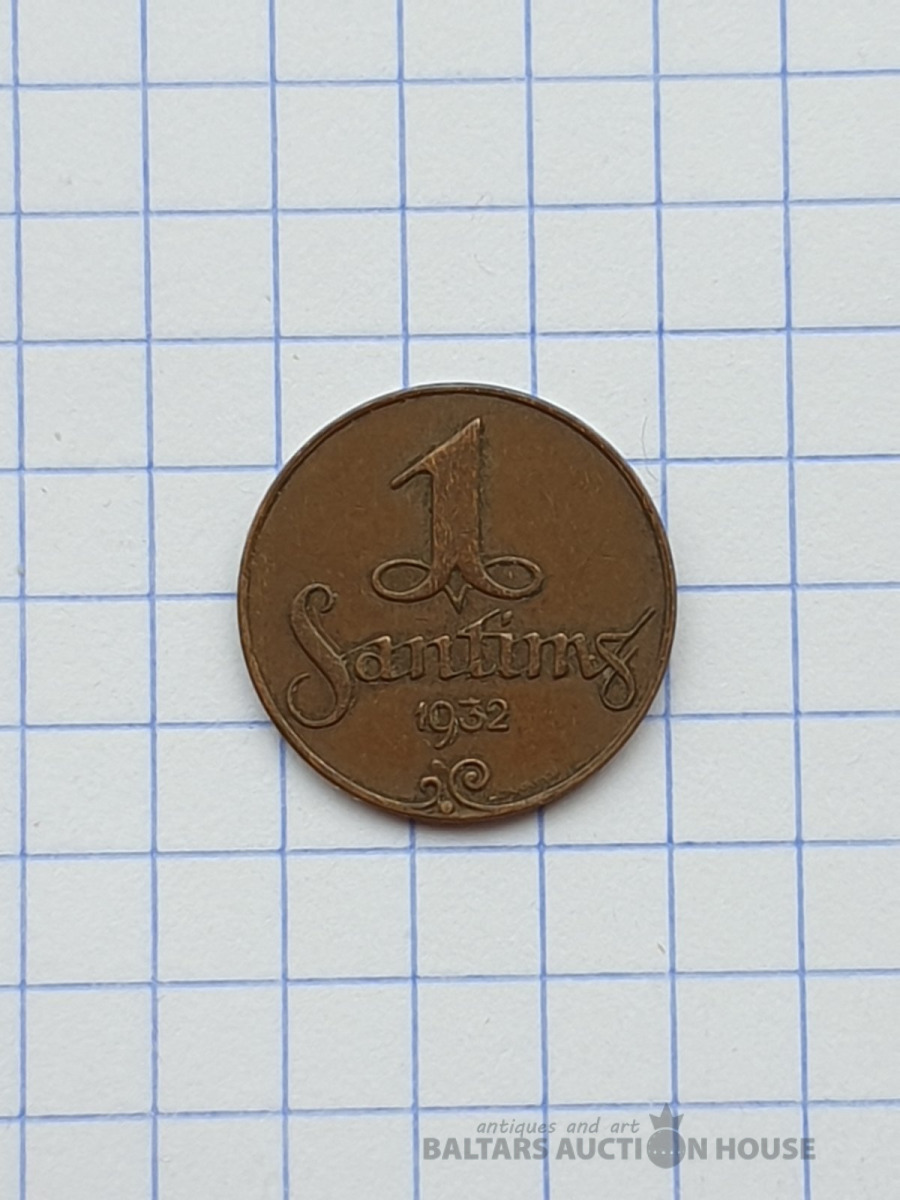 1
Santims
1932
antiques and art
BALTARS AUCTION HOUSE